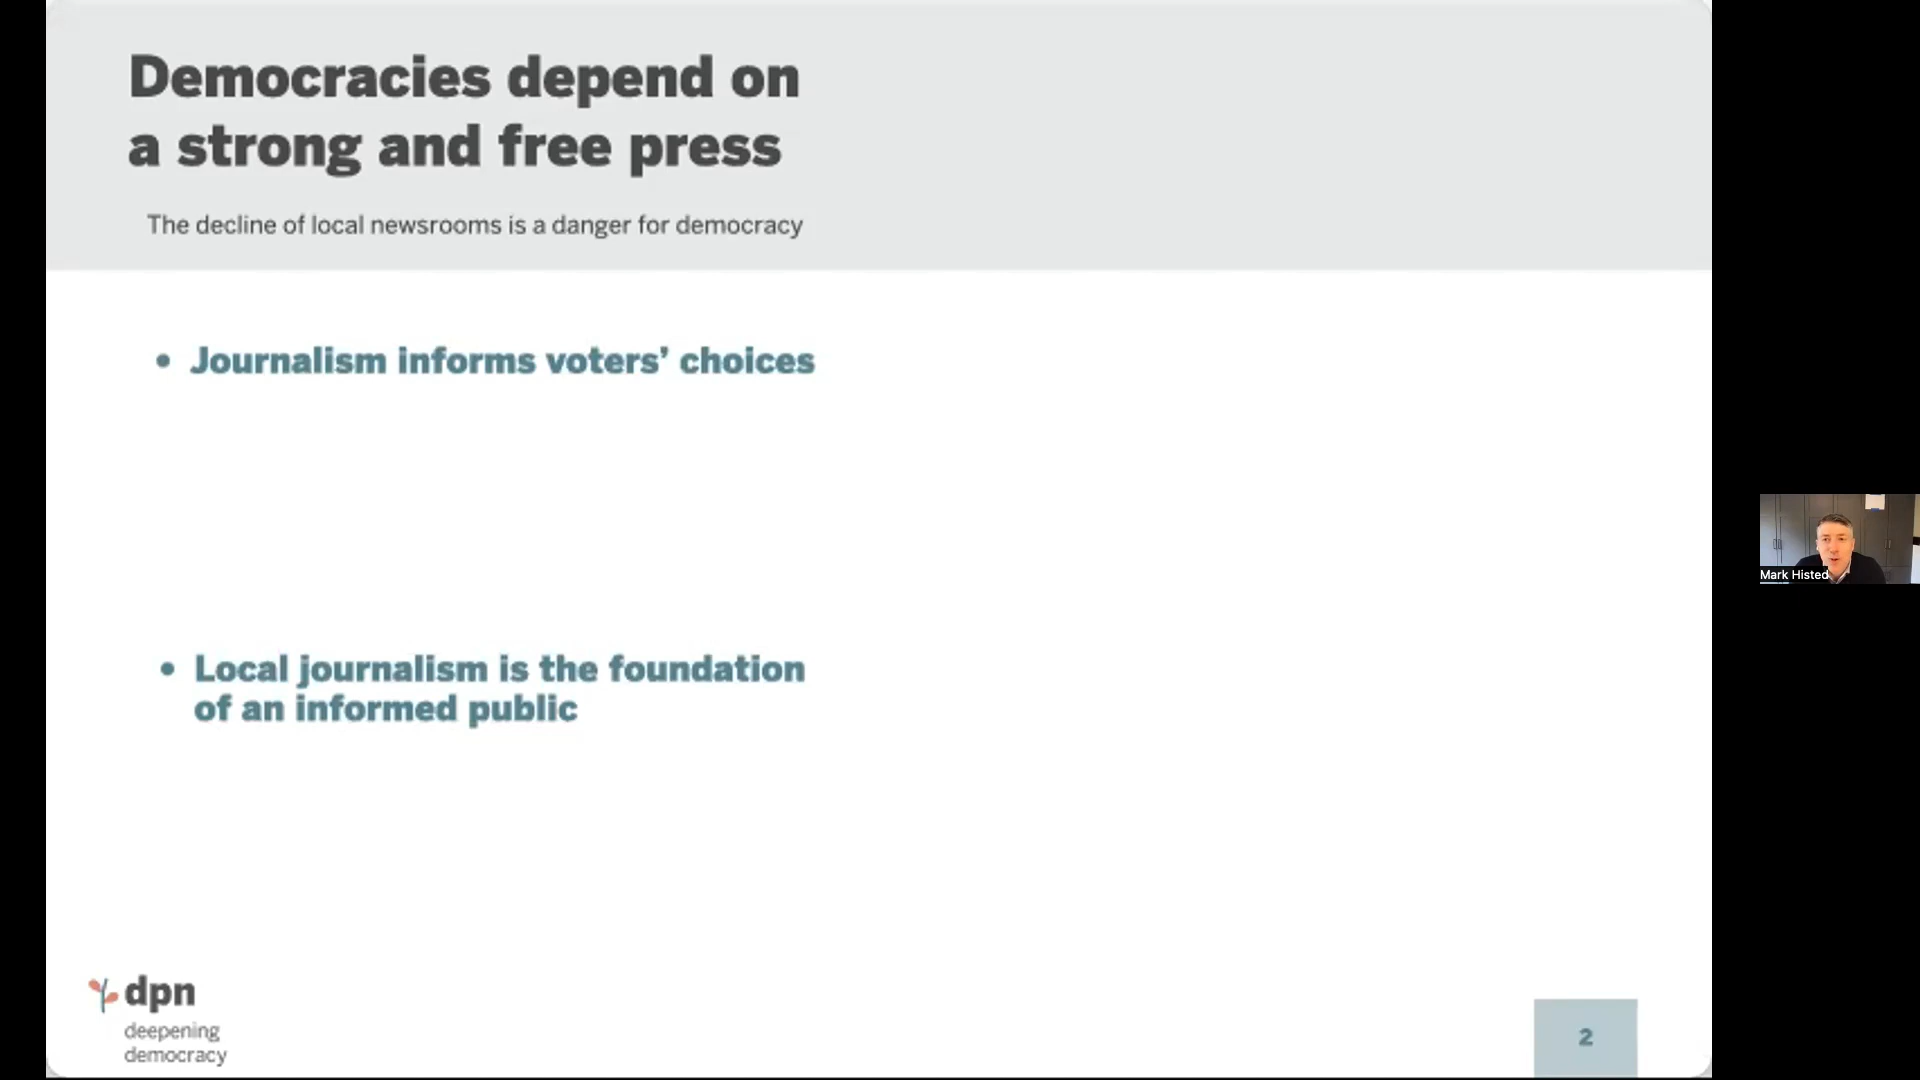 Democracies depend on
a strong and free press
The decline of local newsrooms is a danger for democracy
• Journalism informs voters’ choices
• Local journalism is the foundation
of an informed public
Mark Histed
dpn
deepening
democracy
2